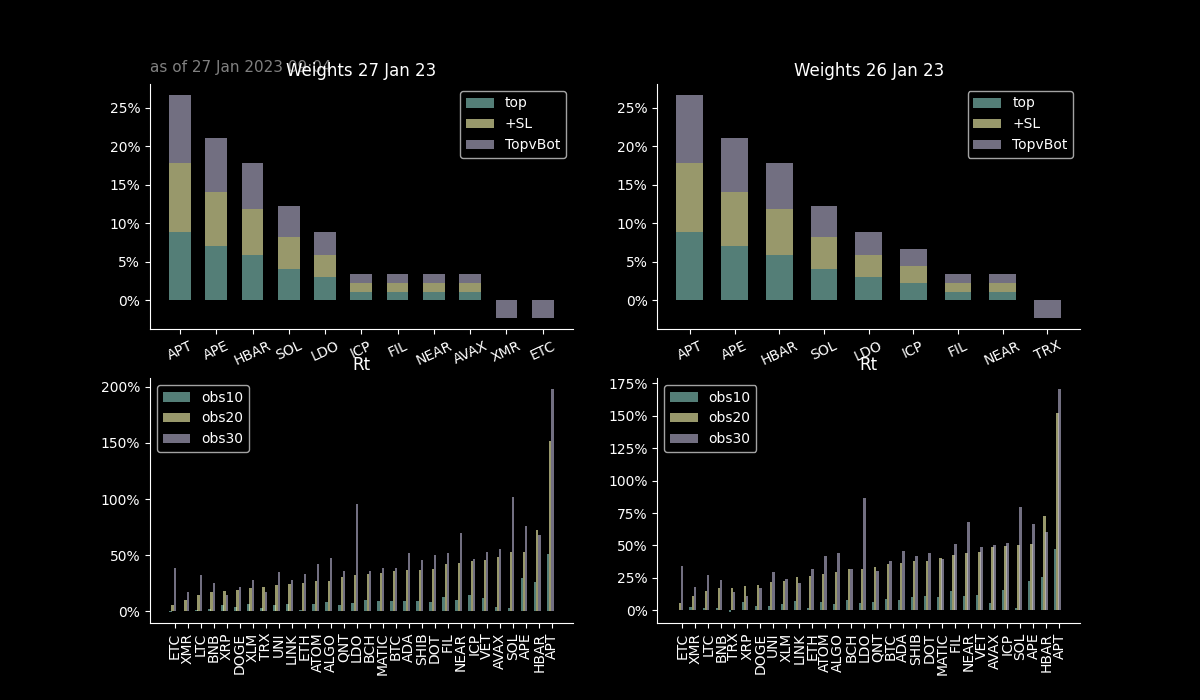 as of 27 Jan 2023
Weights 27 Jan 23
Weights 26 Jan 23
25%
20%
15%
10%
5%
0%
top
+SL
TopvBot
APT APE HBAR SOL LDO ICP FIL NEAR AVAX XMR ETC
25%
20%
15%
10%
5%
0%
top
+SL
TopvBot
APT APE HBAR SOL LDO ICP FIL NEAR TRX
Rt
200%
150%
100%
50%
0%
obs10
obs20
obs30
ETC XMR LTC BNB XRP DOGE XLM TRX UNI LINK ETH ATOM ALGO QNT LDO BCH MATIC BTC ADA SHIB DOT FIL NEAR ICP VET AVAX SOL APE HBAR APT
Rt
175%
150%
125%
100%
75%
50%
25%
0%
obs10
obs20
obs30
ETC XMR LTC BNB TRX XRP DOGE UNI XLM LINK ETH ATOM ALGO BCH LDO QNT BTC ADA SHIB DOT MATIC FIL NEAR VET AVAX ICP SOL APE HBAR APT